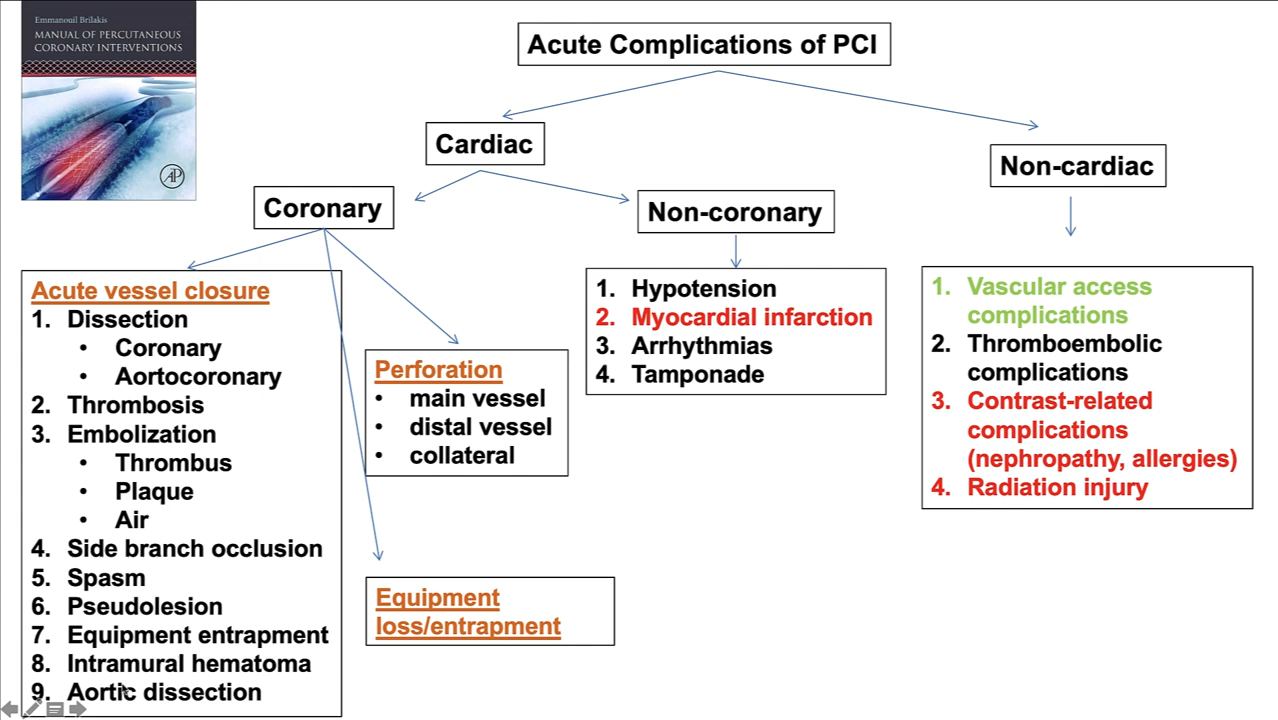 Emmanouil Brilakis
MANUAL OF PERCUTANEOUS
CORONARY INTERVENTIONS
AP
Acute Complications of PCI
Cardiac
Non-cardiac
Coronary
Non-coronary
Acute vessel closure
1. Dissection
• Coronary
• Aortocoronary
2. Thrombosis
3. Embolization
• Thrombus
• Plaque
• Air
4. Side branch occlusion
5. Spasm
6. Pseudolesion
7. Equipment entrapment
8. Intramural hematoma
9. Aortic dissection
Perforation
• main vessel
• distal vessel
• collateral
Equipment
loss/entrapment
1. Hypotension
2. Myocardial infarction
3. Arrhythmias
4. Tamponade
1. Vascular access
complications
2. Thromboembolic
complications
3. Contrast-related
complications
(nephropathy, allergies)
4. Radiation injury